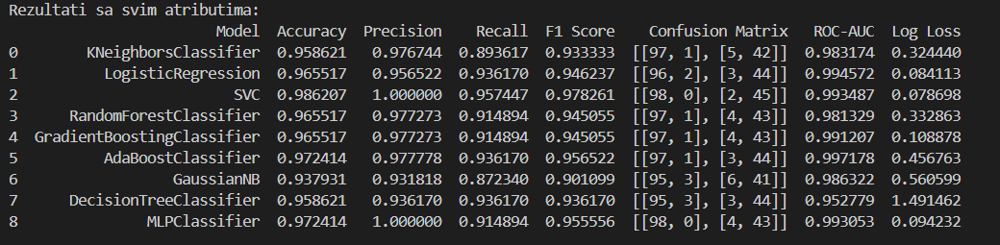 Rezultati sa svim atributima:
Model Accuracy Precision Recall F1 Score Confusion Matrix ROC-AUC Log Loss
0 KNeighborsClassifier 0.958621 0.976744 0.893617 0.933333 [[97, 1], [5, 42]] 0.983174 0.324440
1 LogisticRegression 0.965517 0.956522 0.936170 0.946237 [[96, 2], [3, 44]] 0.994572 0.084113
2 SVC 0.986207 1.000000 0.957447 0.978261 [[98, 0], [2, 45]] 0.993487 0.078698
3 RandomForestClassifier 0.965517 0.977273 0.914894 0.945055 [[97, 1], [4, 43]] 0.981329 0.332863
4 GradientBoostingClassifier 0.965517 0.977273 0.914894 0.945055 [[97, 1], [4, 43]] 0.991207 0.108878
5 AdaBoostClassifier 0.972414 0.977778 0.936170 0.956522 [[97, 1], [3, 44]] 0.997178 0.456763
6 GaussianNB 0.937931 0.931818 0.872340 0.901099 [[95, 3], [6, 41]] 0.986322 0.560599
7 DecisionTreeClassifier 0.958621 0.936170 0.936170 0.936170 [[95, 3], [3, 44]] 0.952779 1.491462
8 MLPClassifier 0.972414 1.000000 0.914894 0.955556 [[98, 0], [4, 43]] 0.993053 0.094232